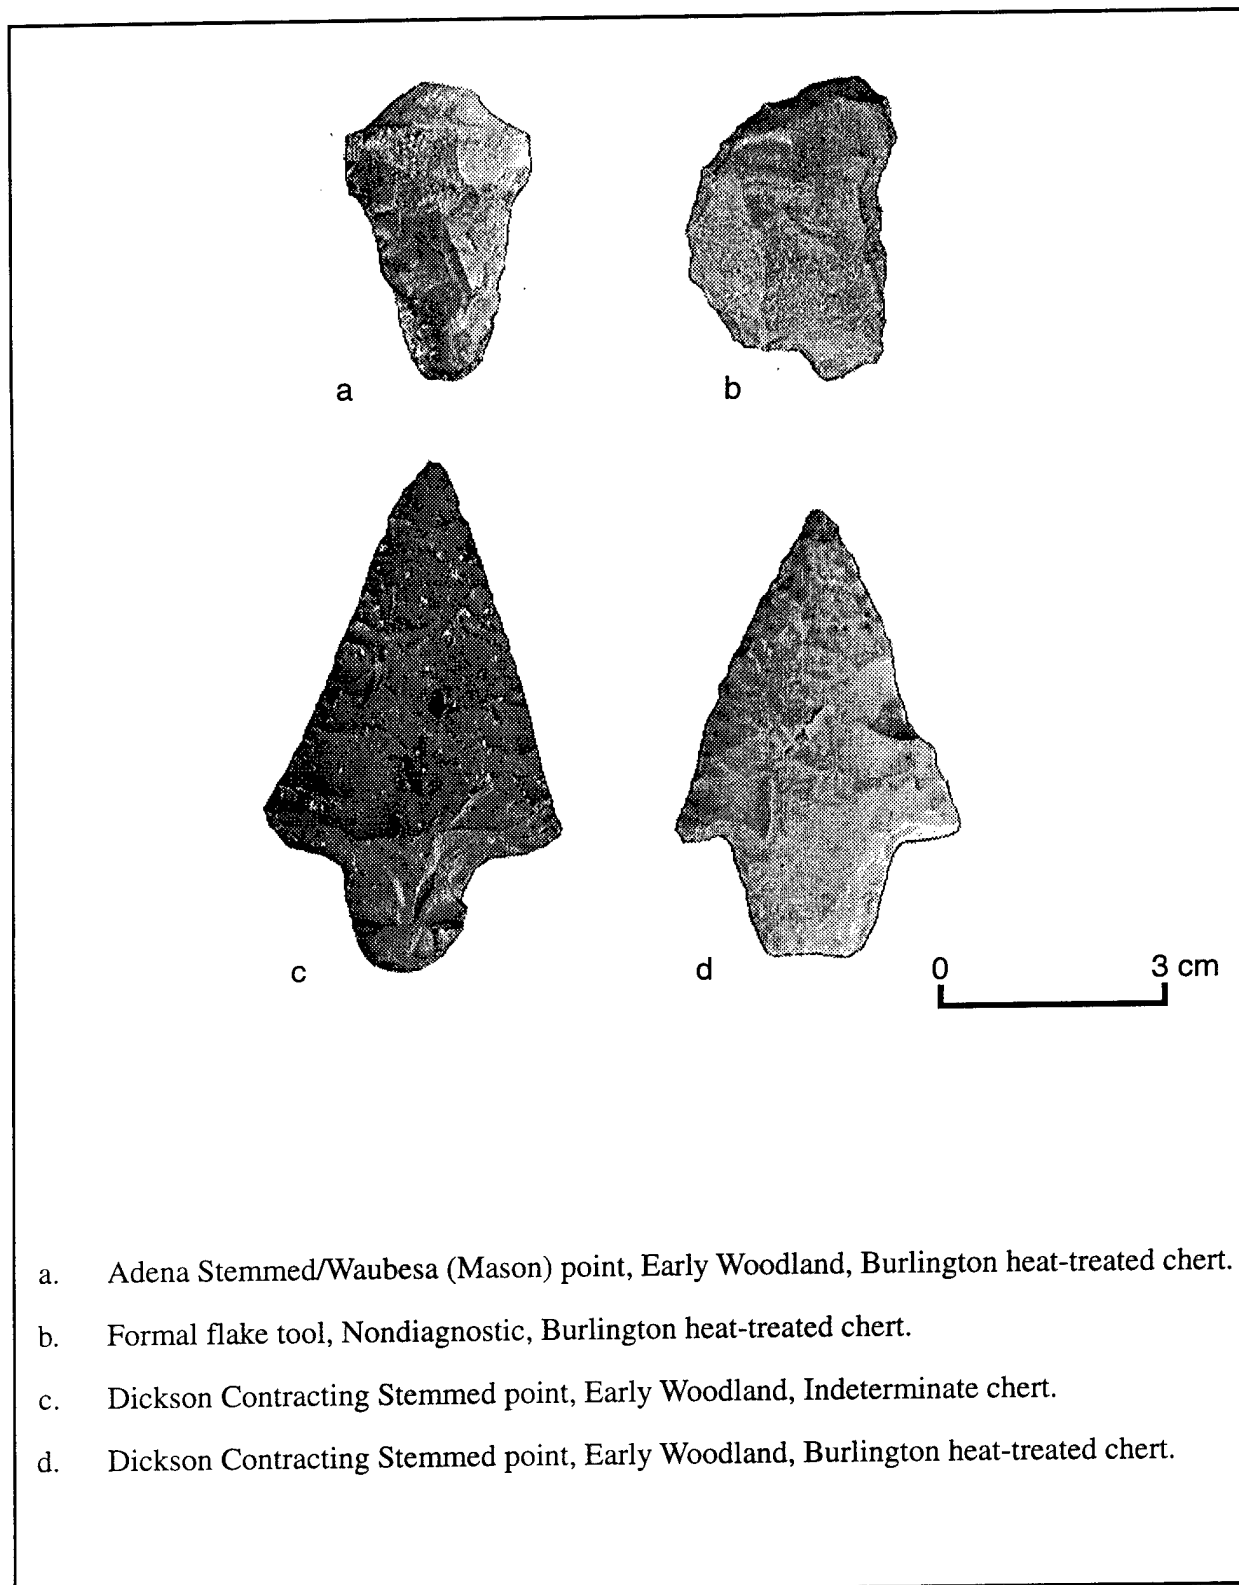 a
b
c
d
0 3 cm
a. Adena Stemmed/Waubesa (Mason) point, Early Woodland, Burlington heat-treated chert.
b. Formal flake tool, Nondiagnostic, Burlington heat-treated chert.
c. Dickson Contracting Stemmed point, Early Woodland, Indeterminate chert.
d. Dickson Contracting Stemmed point, Early Woodland, Burlington heat-treated chert.